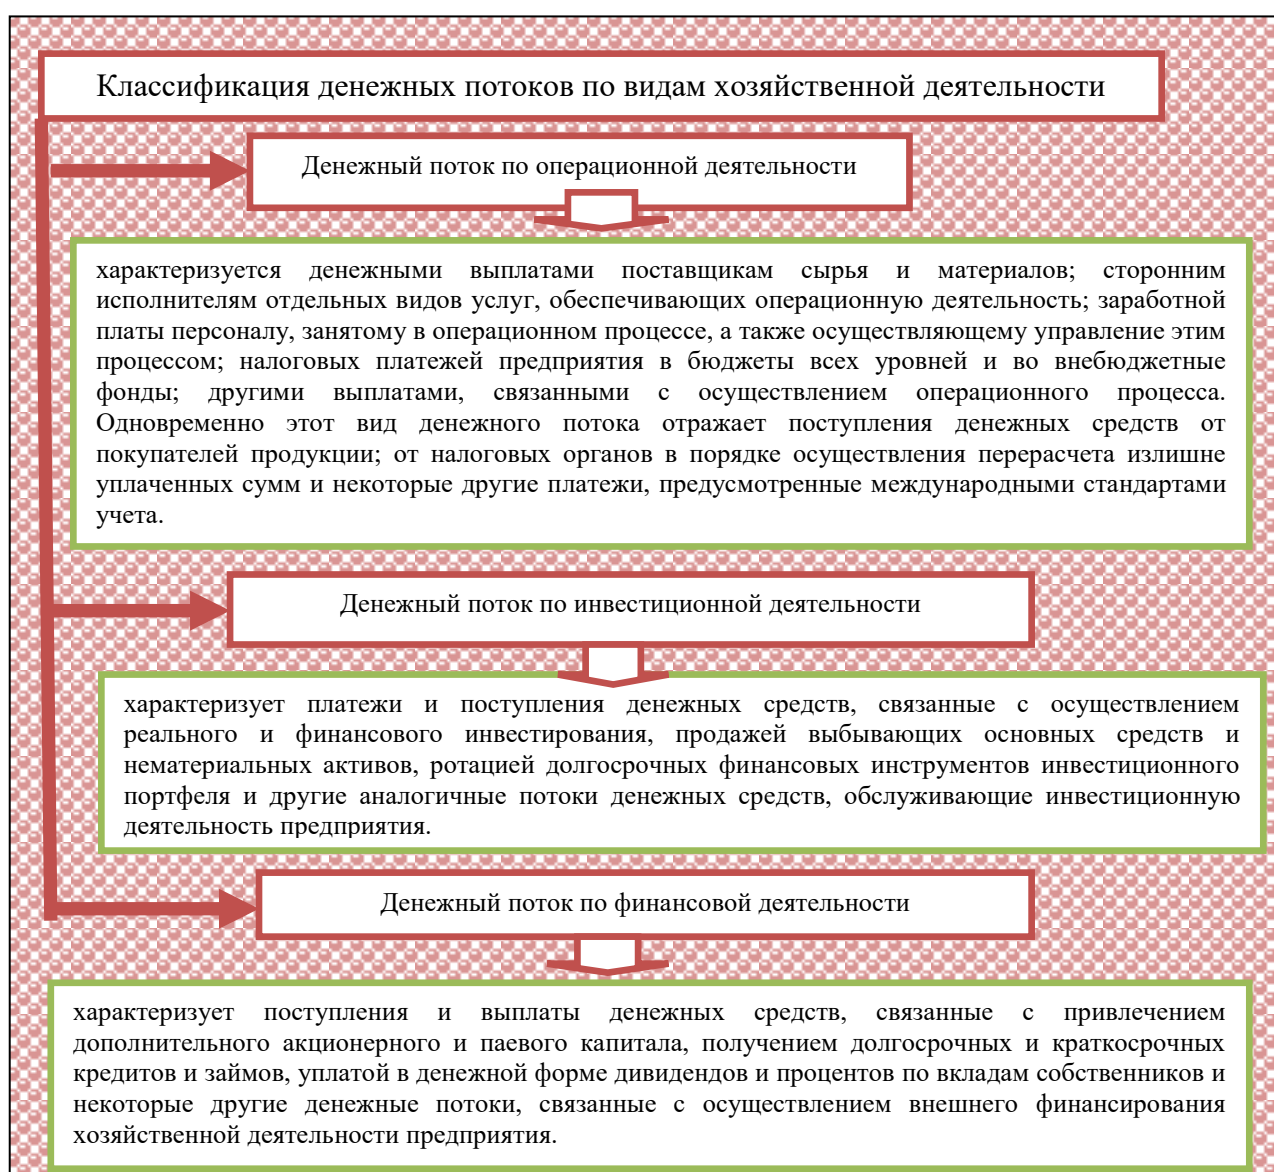 Классификация денежных потоков по видам хозяйственной деятельности
Денежный поток по операционной деятельности
характеризуется денежными выплатами поставщикам сырья и материалов; сторонним
исполнителям отдельных видов услуг, обеспечивающих операционную деятельность; заработной
платы персоналу, занятому в операционном процессе, а также осуществляющему управление этим
процессом; налоговых платежей предприятия в бюджеты всех уровней и во внебюджетные
фонды; другими выплатами, связанными с осуществлением операционного процесса.
Одновременно этот вид денежного потока отражает поступления денежных средств от
покупателей продукции; от налоговых органов в порядке осуществления перерасчета излишне
уплаченных сумм и некоторые другие платежи, предусмотренные международными стандартами
учета.
Денежный поток по инвестиционной деятельности
характеризует платежи и поступления денежных средств, связанные с осуществлением
реального и финансового инвестирования, продажей выбывающих основных средств и
нематериальных активов, ротацией долгосрочных финансовых инструментов инвестиционного
портфеля и другие аналогичные потоки денежных средств, обслуживающие инвестиционную
деятельность предприятия.
Денежный поток по финансовой деятельности
характеризует поступления и выплаты денежных средств, связанные с привлечением
дополнительного акционерного и паевого капитала, получением долгосрочных и краткосрочных
кредитов и займов, уплатой в денежной форме дивидендов и процентов по вкладам собственников и
некоторые другие денежные потоки, связанные с осуществлением внешнего финансирования
хозяйственной деятельности предприятия.